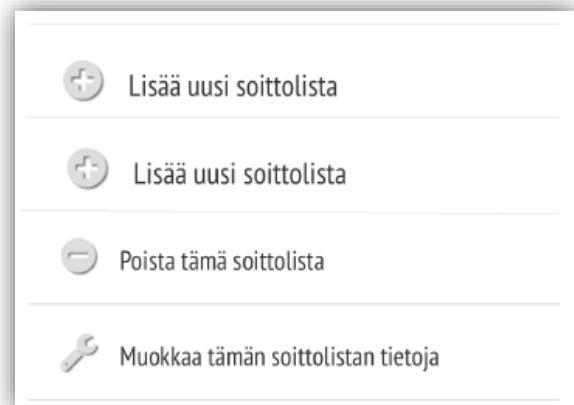 Lisää uusi soittolista
Lisää uusi soittolista
Poista tämä soittolista
Muokkaa tämän soittolistan tietoja